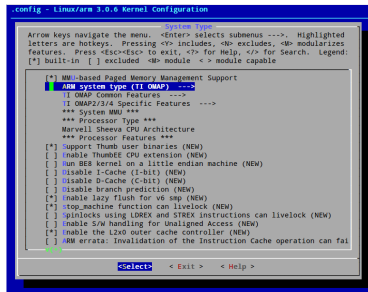 .config - Linux/arm 3.0.6 Kernel Configuration
System Type
Arrow keys navigate the menu. <Enter> selects submenus --->. Highlighted
letters are hotkeys. Pressing <Y> includes, <N> excludes, <M> modularizes
features. Press <Esc><Esc> to exit, <?> for Help, </> for Search. Legend:
[*] built-in [ ] excluded <M> module < > module capable
[*] MMU-based Paged Memory Management Support
ARM system type (TI OMAP) --->
TI OMAP Common Features --->
TI OMAP2/3/4 Specific Features --->
*** System MMU ***
*** Processor Type ***
Marvell Sheeva CPU Architecture
*** Processor Features ***
[*] Support Thumb user binaries (NEW)
[ ] Enable ThumbEE CPU extension (NEW)
[ ] Run BE8 kernel on a little endian machine (NEW)
[ ] Disable I-Cache (I-bit) (NEW)
[ ] Disable D-Cache (C-bit) (NEW)
[ ] Disable branch prediction (NEW)
[*] Enable lazy flush for v6 smp (NEW)
[*] stop_machine function can livelock (NEW)
[ ] Spinlocks using LDREX and STREX instructions can livelock (NEW)
[ ] Enable S/W handling for Unaligned Access (NEW)
[*] Enable the L2x0 outer cache controller (NEW)
[ ] ARM errata: Invalidation of the Instruction Cache operation can fai
<Select> < Exit > < Help >